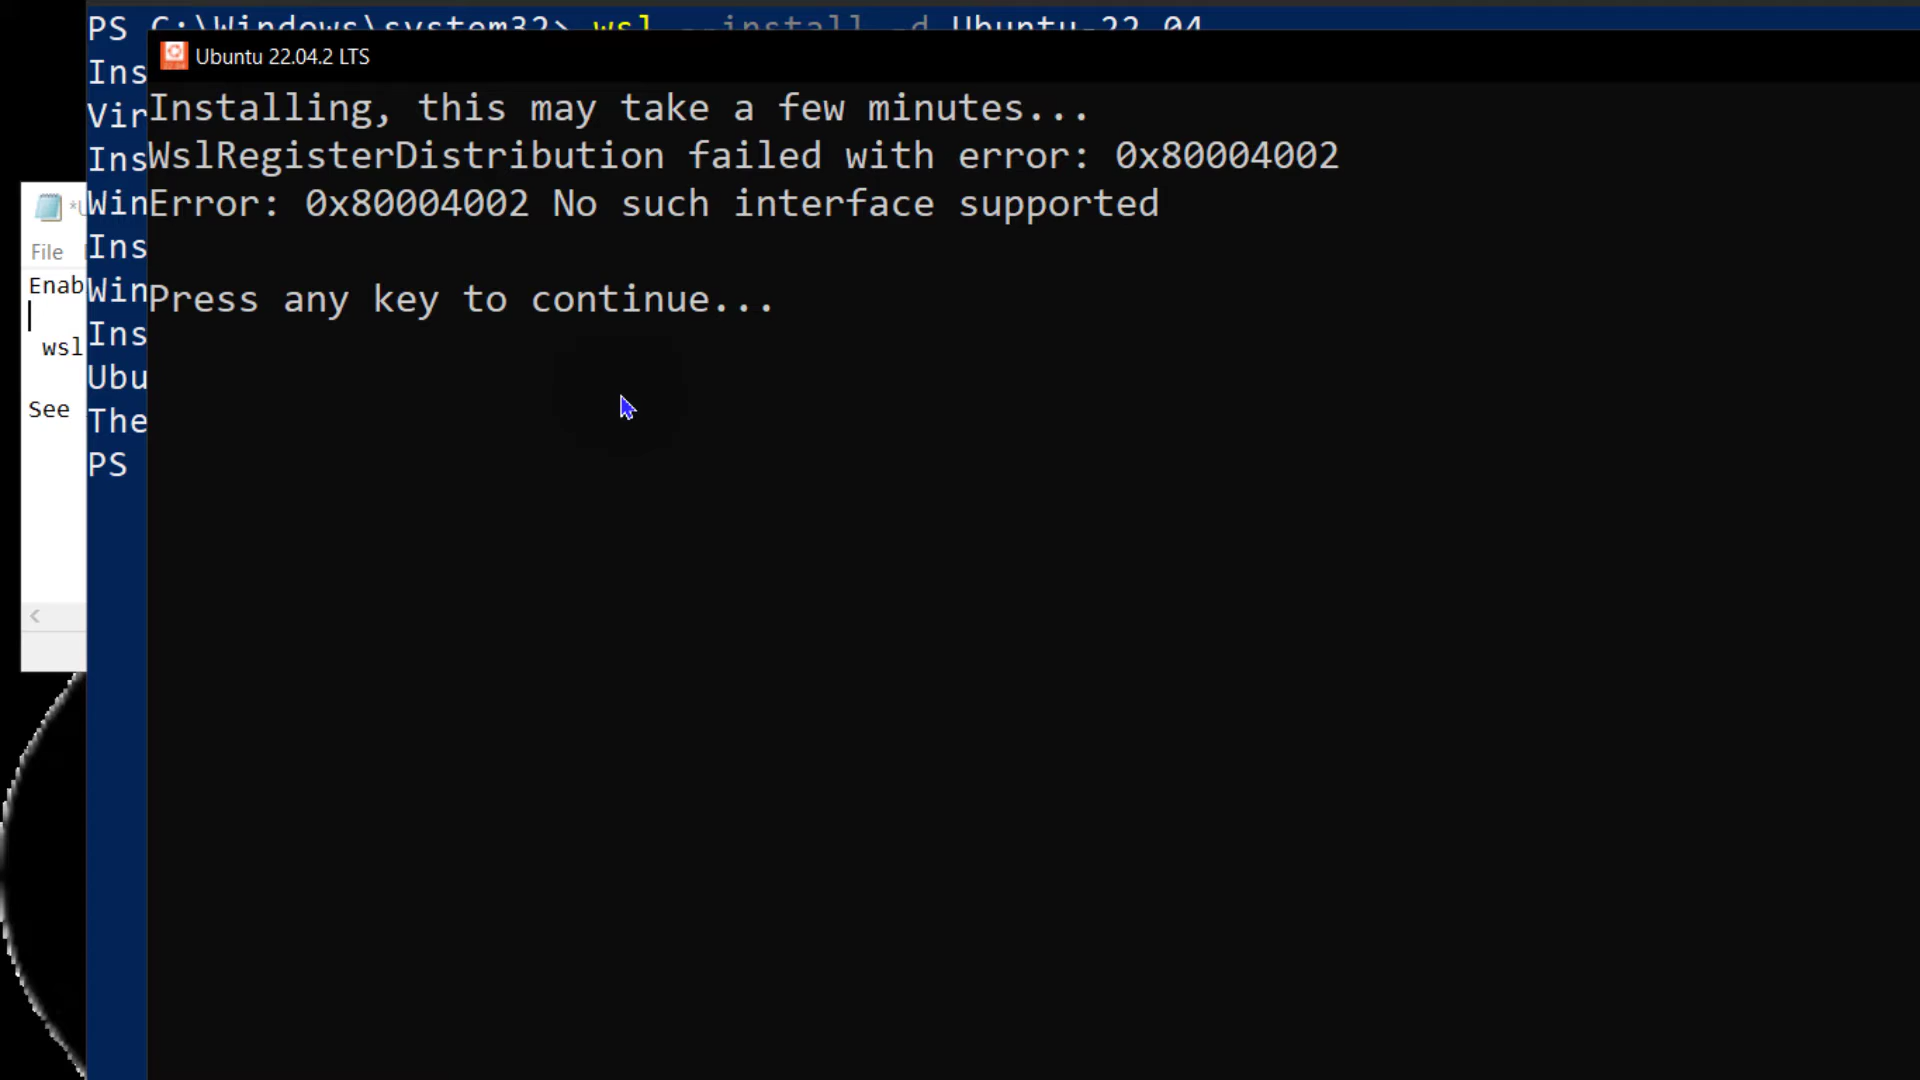 PS C:\Windows\system32> wsl --install -d Ubuntu-22.04
Ubuntu 22.04.2 LTS
Installing, this may take a few minutes...
WslRegisterDistribution failed with error: 0x80004002
Error: 0x80004002 No such interface supported
Press any key to continue...
Ins
Vir
Ins
Win
Ins
Win
Ins
Ubu
The
PS
*U
File
Enab
wsl
See